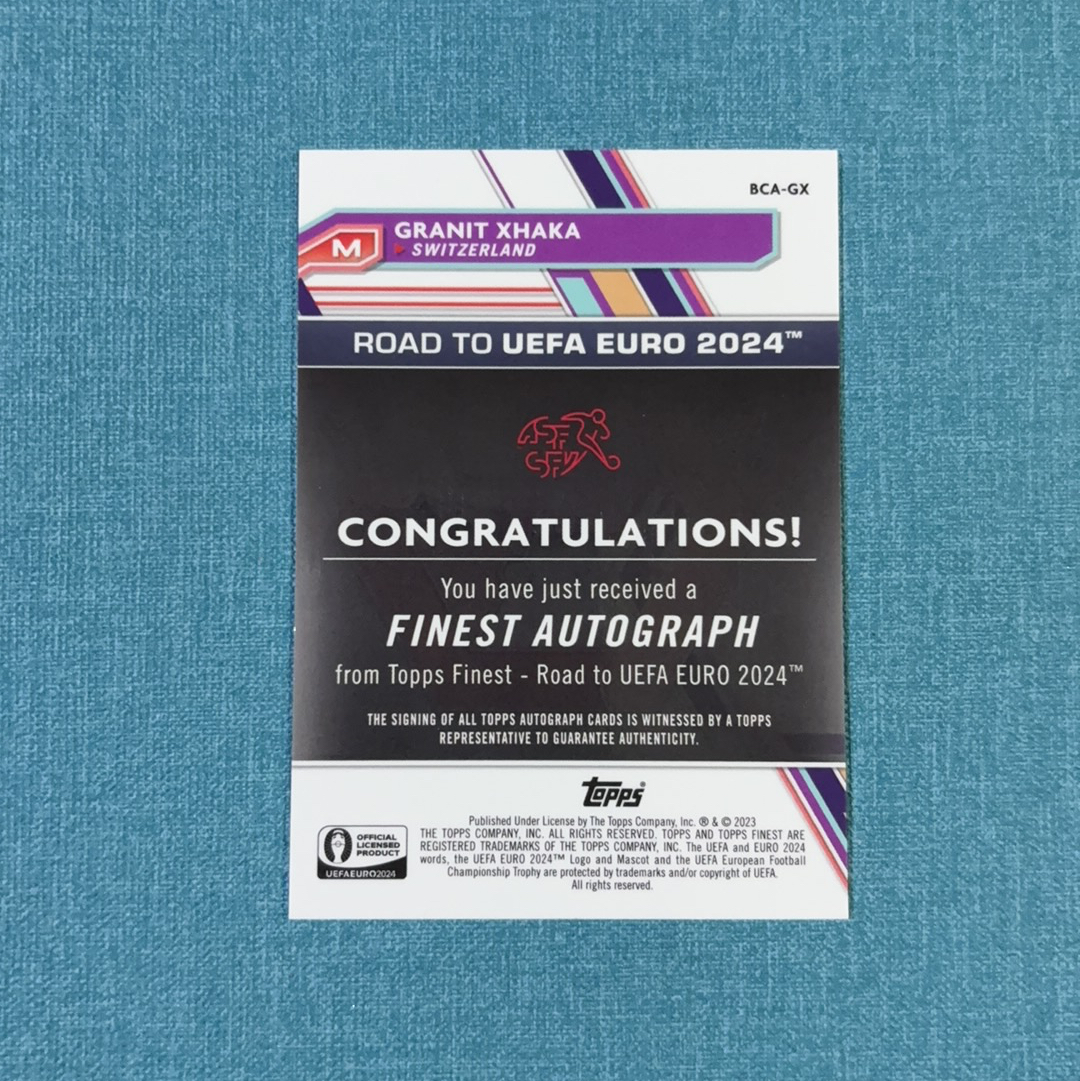 BCA-GX
M
GRANIT XHAKA
SWITZERLAND
ROAD TO UEFA EURO 2024™
ASF
SFV
CONGRATULATIONS!
You have just received a
FINEST AUTOGRAPH
from Topps Finest - Road to UEFA EURO 2024™
THE SIGNING OF ALL TOPPS AUTOGRAPH CARDS IS WITNESSED BY A TOPPS
REPRESENTATIVE TO GUARANTEE AUTHENTICITY.
topps®
Published Under License by The Topps Company, Inc. ® & © 2023
THE TOPPS COMPANY, INC. ALL RIGHTS RESERVED. TOPPS AND TOPPS FINEST ARE
REGISTERED TRADEMARKS OF THE TOPPS COMPANY, INC. The UEFA and EURO 2024
words, the UEFA EURO 2024™ Logo and Mascot and the UEFA European Football
Championship Trophy are protected by trademarks and/or copyright of UEFA.
All rights reserved.
OFFICIAL
LICENSED
PRODUCT
UEFAEURO2024